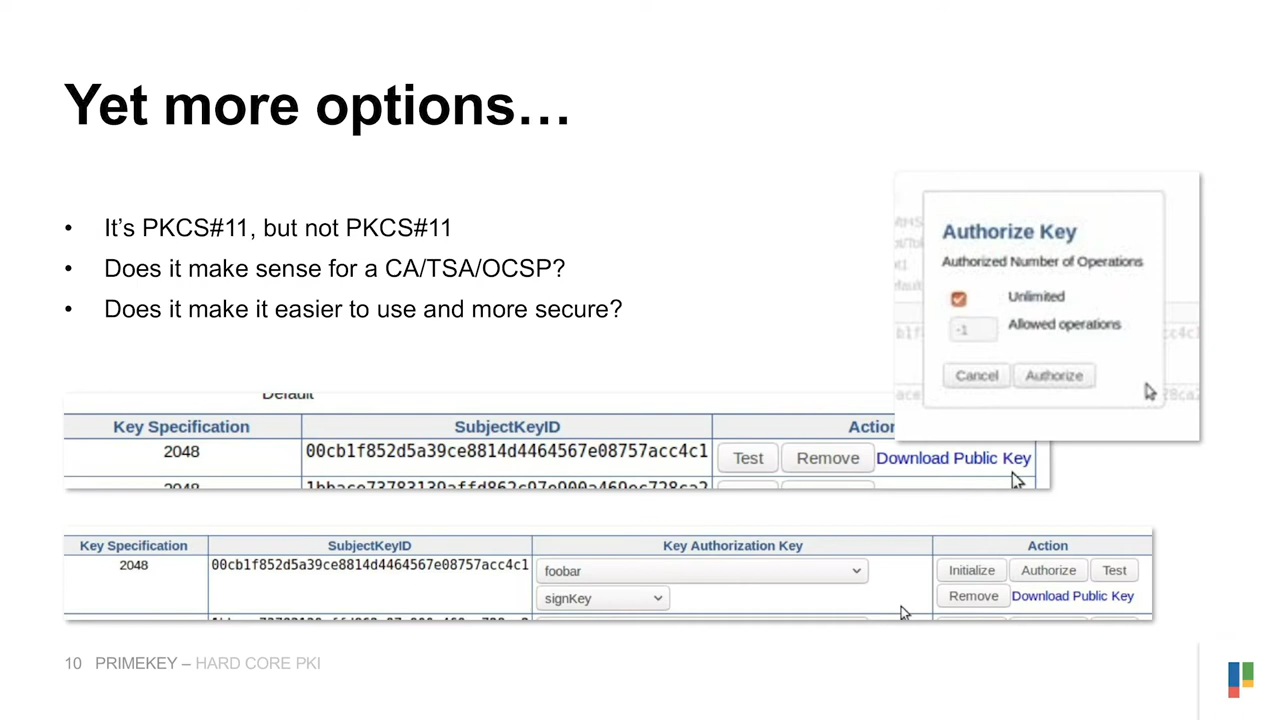 Yet more options…
• It’s PKCS#11, but not PKCS#11
• Does it make sense for a CA/TSA/OCSP?
• Does it make it easier to use and more secure?
Authorize Key
Authorized Number of Operations
Unlimited
-1 Allowed operations
Cancel Authorize
Default
Key Specification SubjectKeyID Action
2048 00cb1f852d5a39ce8814d4464567e08757acc4c1 Test Remove Download Public Key
2048 1bbace73783139affd862c97e900a469ec728ca2
Key Specification SubjectKeyID Key Authorization Key Action
2048 00cb1f852d5a39ce8814d4464567e08757acc4c1 foobar Initialize Authorize Test
signKey Remove Download Public Key
10 PRIMEKEY – HARD CORE PKI